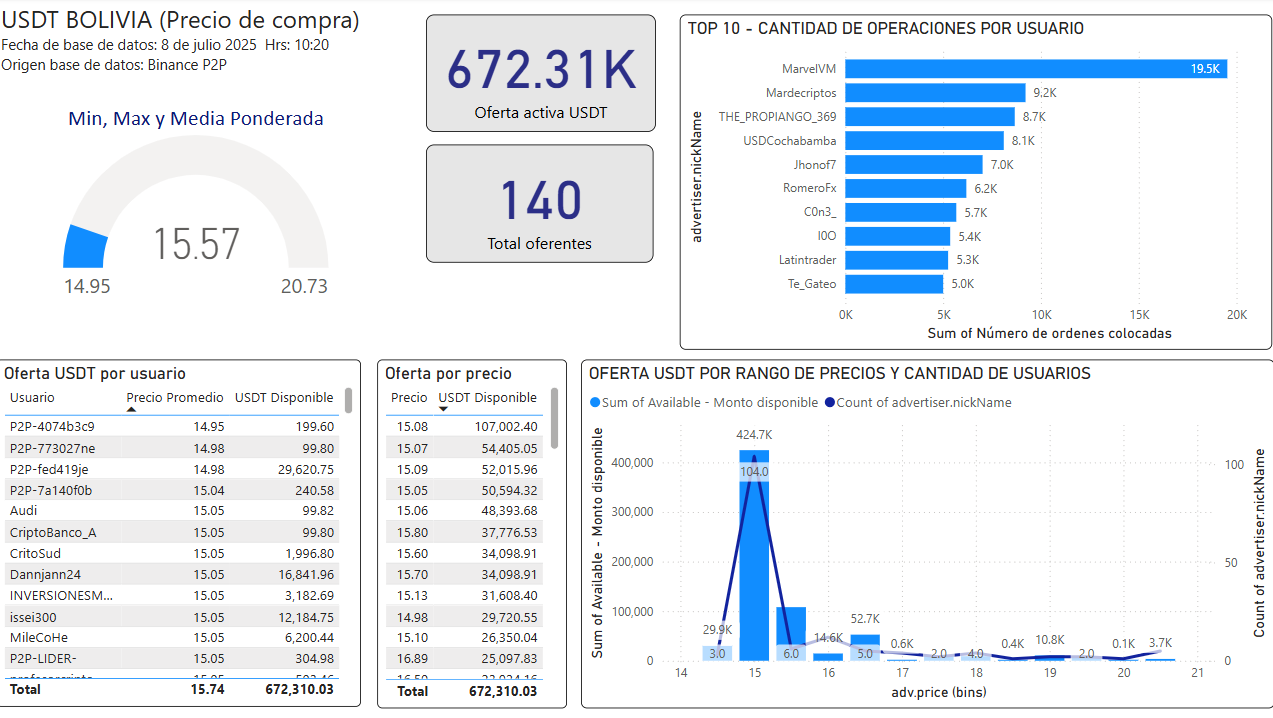 USDT BOLIVIA (Precio de compra)
Fecha de base de datos: 8 de julio 2025 Hrs: 10:20
Origen base de datos: Binance P2P
Min, Max y Media Ponderada
15.57
14.95
20.73
672.31K
Oferta activa USDT
140
Total oferentes
TOP 10 - CANTIDAD DE OPERACIONES POR USUARIO
advertiser.nickName
MarvelVM 19.5K
Mardecriptos 9.2K
THE_PROPIANGO_369 8.7K
USDCochabamba 8.1K
Jhonof7 7.0K
RomeroFx 6.2K
C0n3_ 5.7K
I0O 5.4K
Latintrader 5.3K
Te_Gateo 5.0K
0K 5K 10K 15K 20K
Sum of Número de ordenes colocadas
Oferta USDT por usuario
Usuario Precio Promedio USDT Disponible
P2P-4074b3c9 14.95 199.60
P2P-773027ne 14.98 99.80
P2P-fed419je 14.98 29,620.75
P2P-7a140f0b 15.04 240.58
Audi 15.05 99.82
CriptoBanco_A 15.05 99.80
CritoSud 15.05 1,996.80
Dannjann24 15.05 16,841.96
INVERSIONESM... 15.05 3,182.69
issei300 15.05 12,184.75
MileCoHe 15.05 6,200.44
P2P-LIDER- 15.05 304.98
Total 15.74 672,310.03
Oferta por precio
Precio USDT Disponible
15.08 107,002.40
15.07 54,405.05
15.09 52,015.96
15.05 50,594.32
15.06 48,393.68
15.80 37,776.53
15.60 34,098.91
15.70 34,098.91
15.13 31,608.40
14.98 29,720.55
15.10 26,350.04
16.89 25,097.83
Total 672,310.03
OFERTA USDT POR RANGO DE PRECIOS Y CANTIDAD DE USUARIOS
Sum of Available - Monto disponible Count of advertiser.nickName
Sum of Available - Monto disponible
400,000
300,000
200,000
100,000
0
424.7K
104.0
29.9K
3.0
6.0
14.6K
52.7K
5.0
0.6K
2.0
4.0
0.4K
10.8K
2.0
0.1K
3.7K
100
50
0
Count of advertiser.nickName
14 15 16 17 18 19 20 21
adv.price (bins)